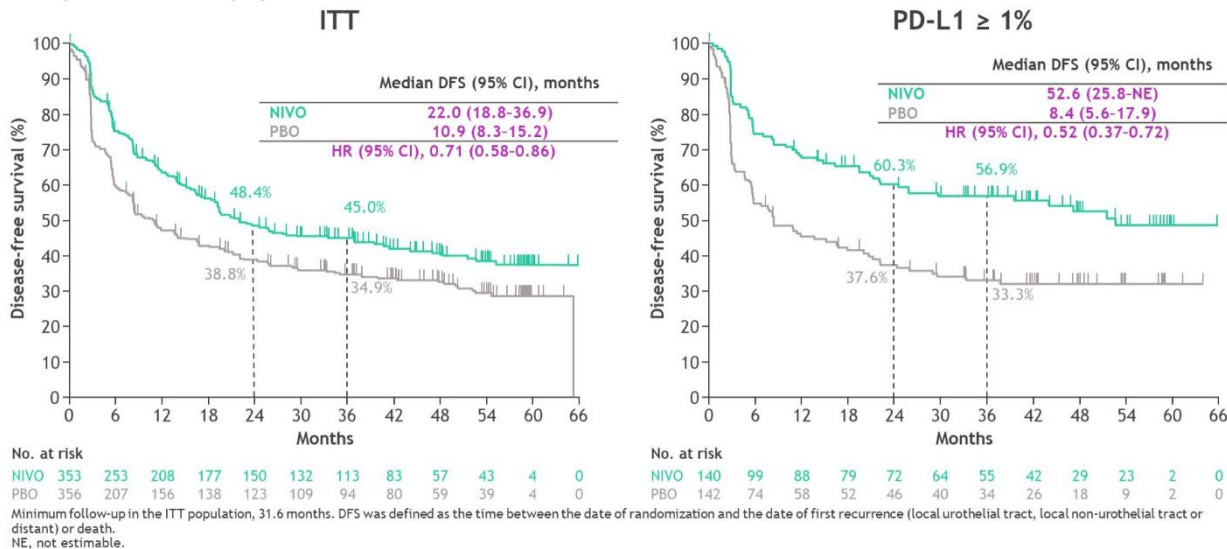 ITT
Disease-free survival (%)
100
90
80
70
60
50
40
30
20
10
0
Median DFS (95% CI), months
NIVO 22.0 (18.8-36.9)
PBO 10.9 (8.3-15.2)
HR (95% CI), 0.71 (0.58-0.86)
48.4%
45.0%
38.8%
34.9%
0 6 12 18 24 30 36 42 48 54 60 66
Months
No. at risk
NIVO 353 253 208 177 150 132 113 83 57 43 4 0
PBO 356 207 156 138 123 109 94 80 59 39 4 0
PD-L1 ≥ 1%
Disease-free survival (%)
100
90
80
70
60
50
40
30
20
10
0
Median DFS (95% CI), months
NIVO 52.6 (25.8-NE)
PBO 8.4 (5.6-17.9)
HR (95% CI), 0.52 (0.37-0.72)
60.3%
56.9%
37.6%
33.3%
0 6 12 18 24 30 36 42 48 54 60 66
Months
No. at risk
NIVO 140 99 88 79 72 64 55 42 29 23 2 0
PBO 142 74 58 52 46 40 34 26 18 9 2 0
Minimum follow-up in the ITT population, 31.6 months. DFS was defined as the time between the date of randomization and the date of first recurrence (local urothelial tract, local non-urothelial tract or
distant) or death.
NE, not estimable.